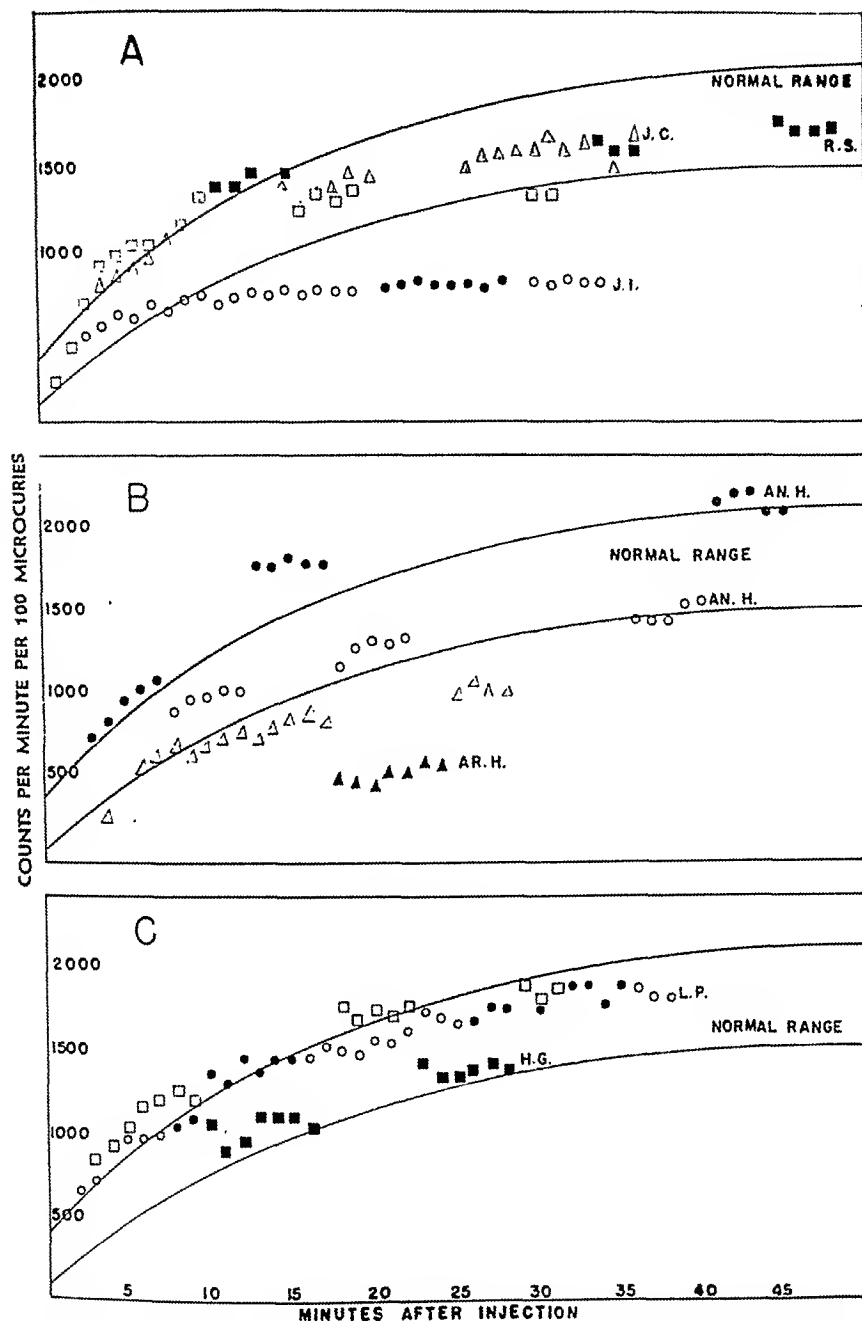 COUNTS PER MINUTE PER 100 MICROCURIES
A
2000
1500
1000
NORMAL RANGE
J.C.
R.S.
J.I.
B
2000
1500
1000
500
AN. H.
NORMAL RANGE
AN. H.
AR. H.
C
2000
1500
1000
500
L.P.
NORMAL RANGE
H.G.
5 10 15 20 25 30 35 40 45
MINUTES AFTER INJECTION